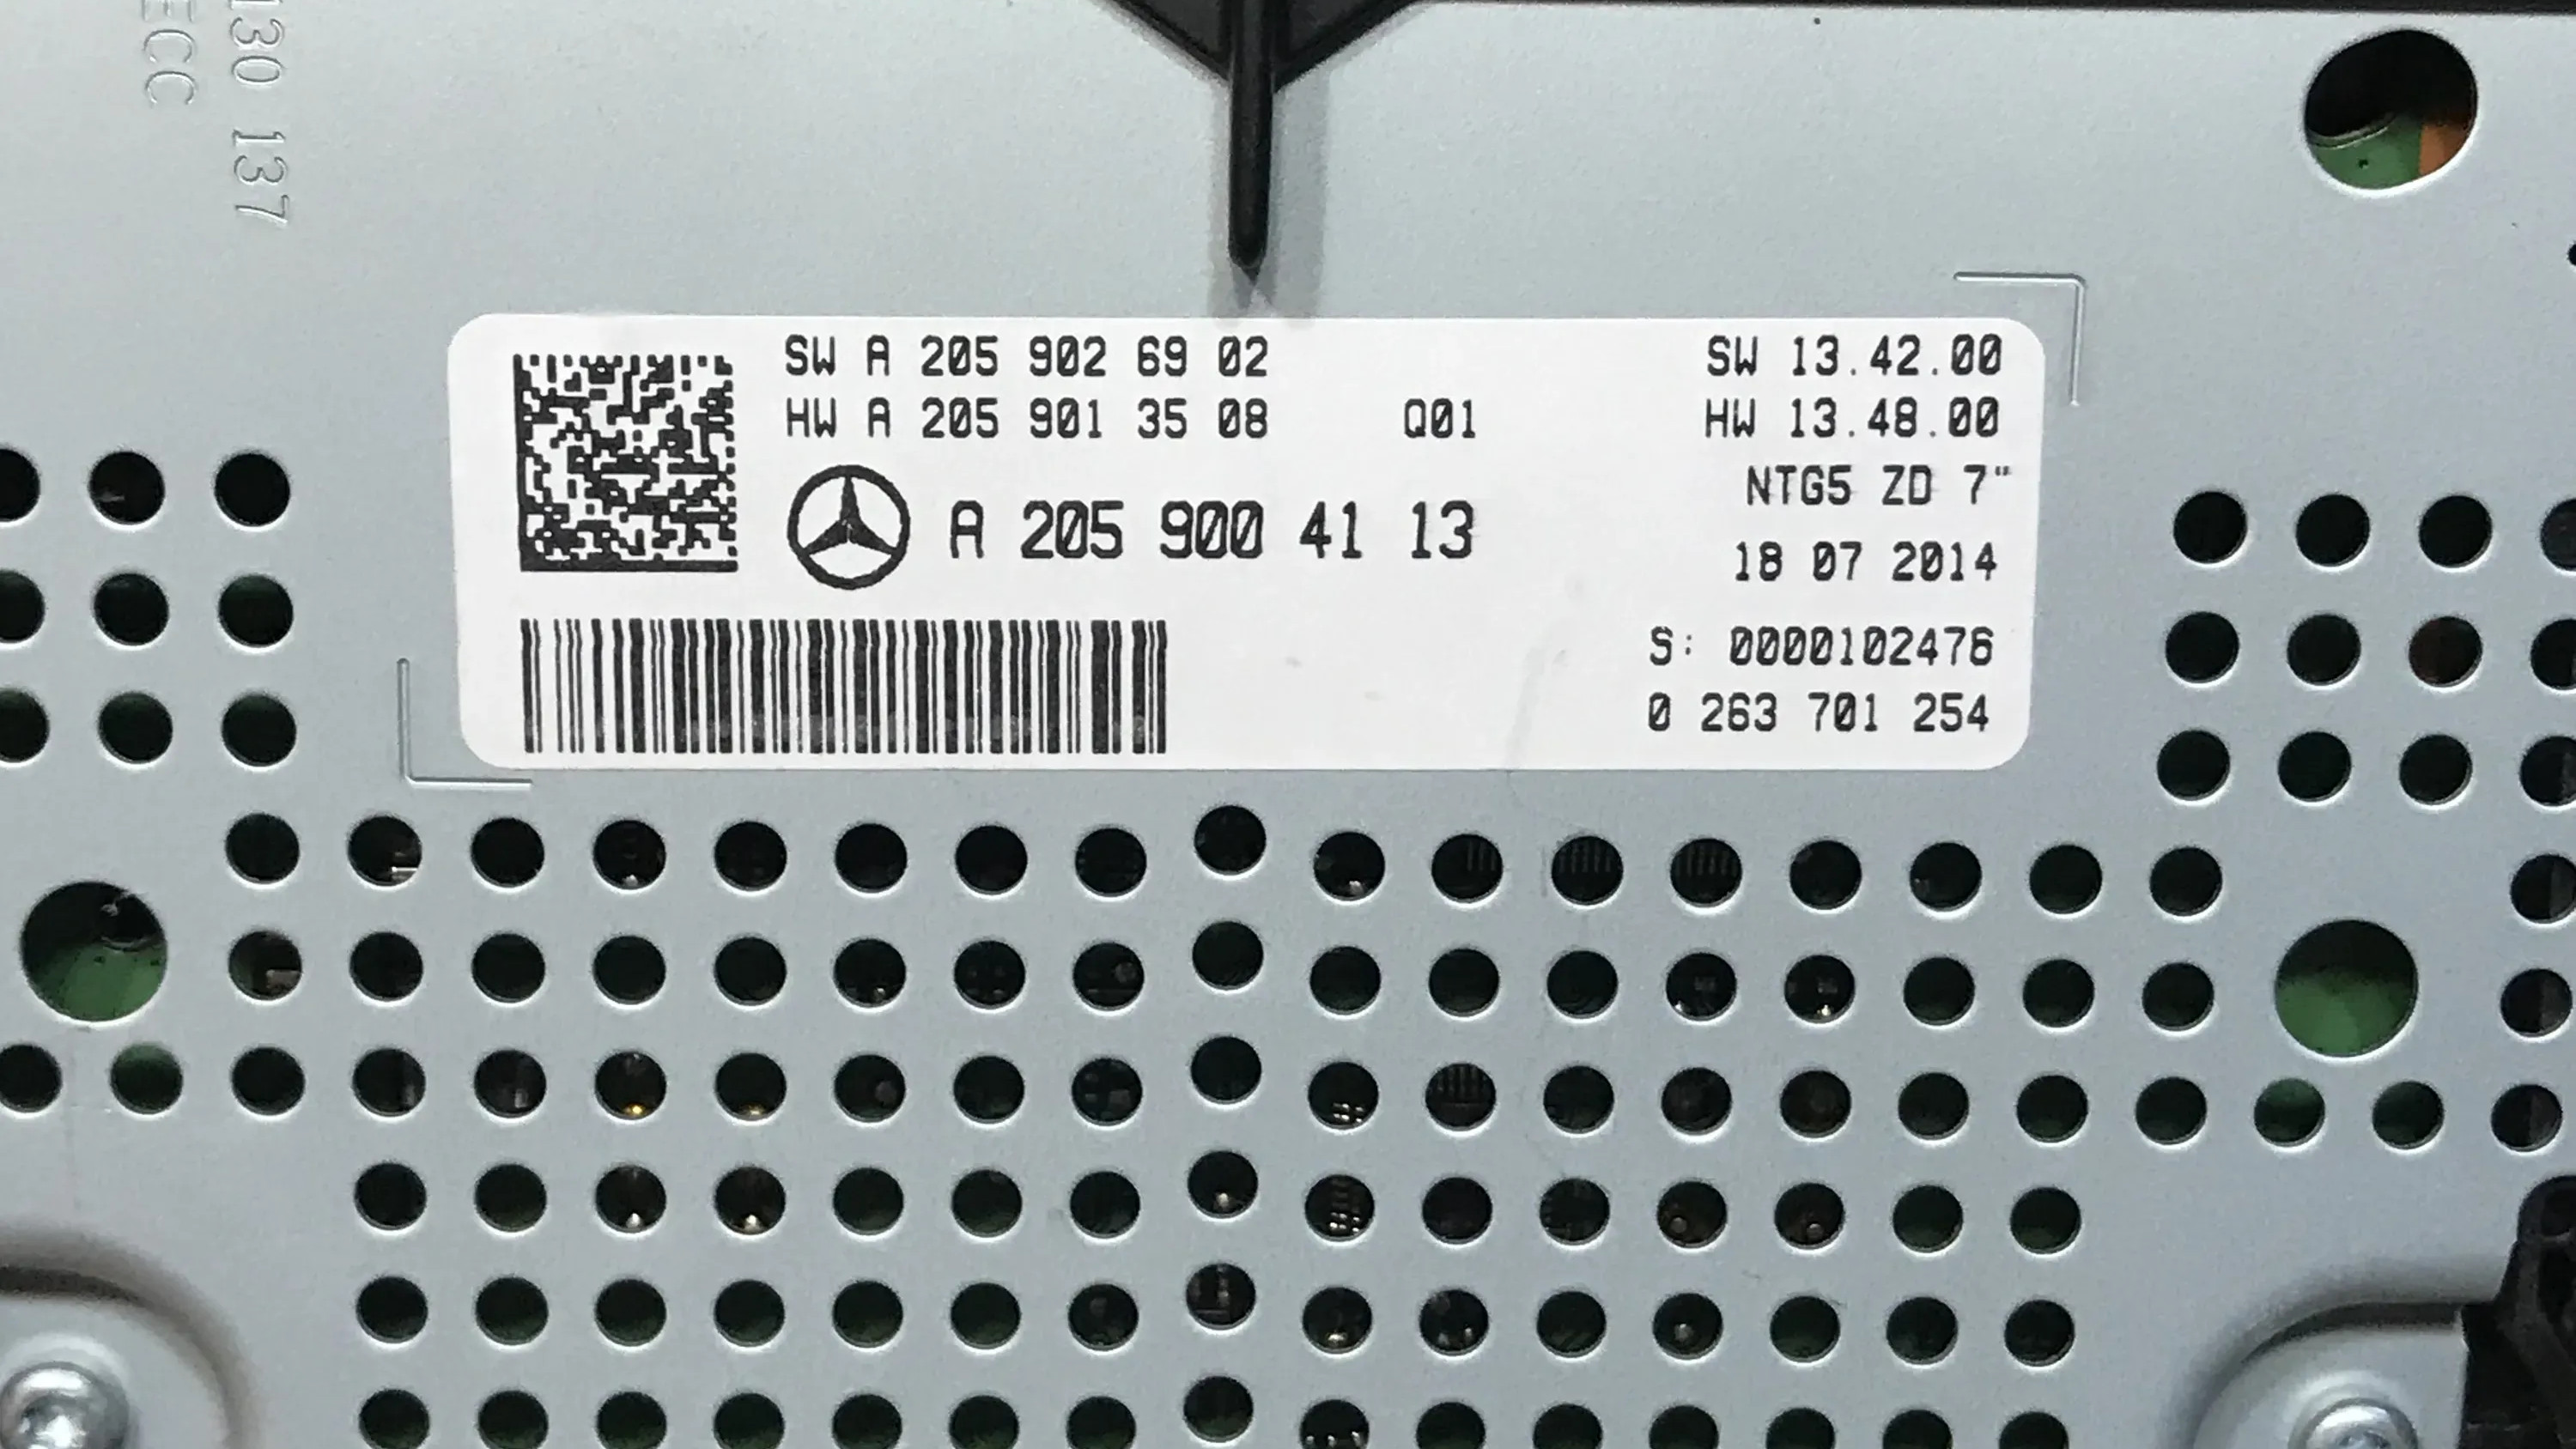 130 137
ECC
SW A 205 902 69 02
HW A 205 901 35 08 Q01
A 205 900 41 13
SW 13.42.00
HW 13.48.00
NTG5 ZD 7"
18 07 2014
S: 0000102476
0 263 701 254